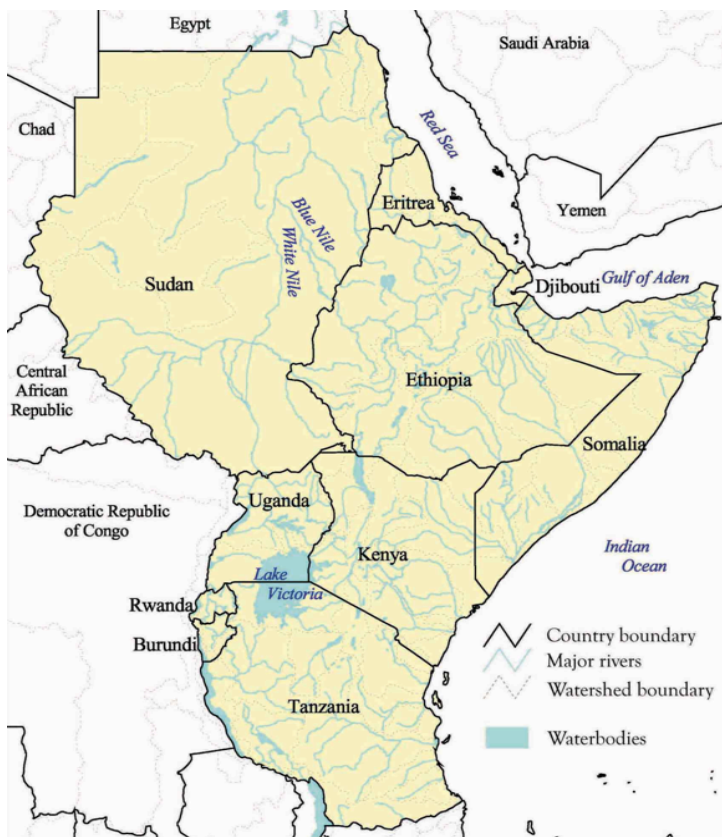 Egypt
Saudi Arabia
Chad
Red Sea
Eritrea
Yemen
Blue Nile
White Nile
Sudan
Djibouti
Gulf of Aden
Central
African
Republic
Ethiopia
Somalia
Uganda
Democratic Republic
of Congo
Kenya
Indian
Ocean
Lake
Victoria
Rwanda
Burundi
Country boundary
Major rivers
Watershed boundary
Tanzania
Waterbodies